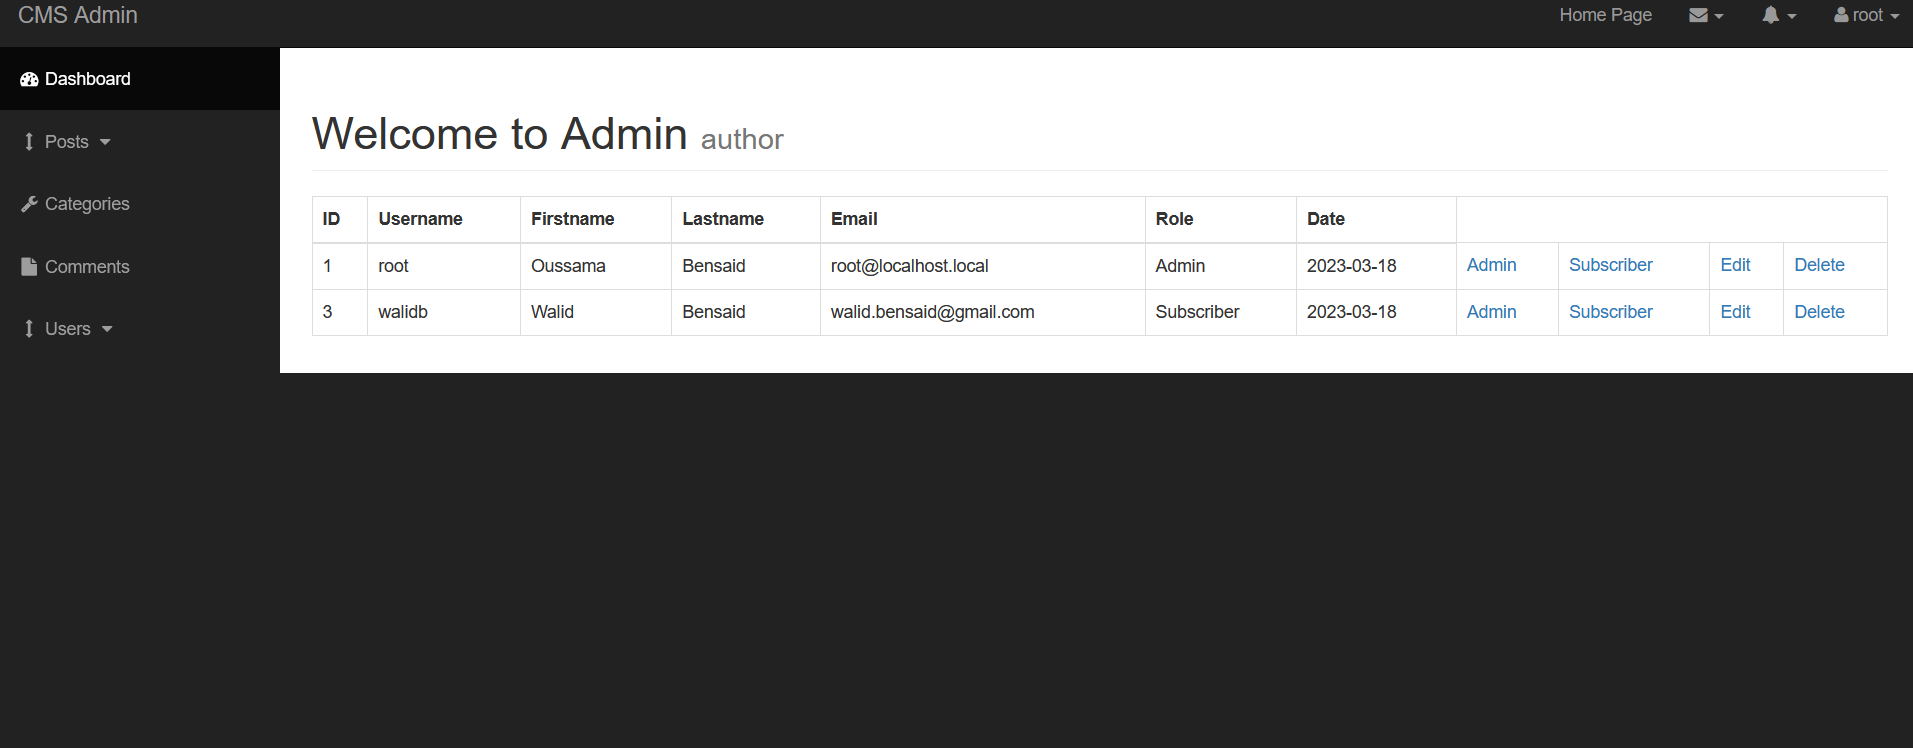 CMS Admin
Home Page
root
Dashboard
Posts
Categories
Comments
Users
Welcome to Admin author
ID Username Firstname Lastname Email Role Date
1 root Oussama Bensaid root@localhost.local Admin 2023-03-18 Admin Subscriber Edit Delete
3 walidb Walid Bensaid walid.bensaid@gmail.com Subscriber 2023-03-18 Admin Subscriber Edit Delete